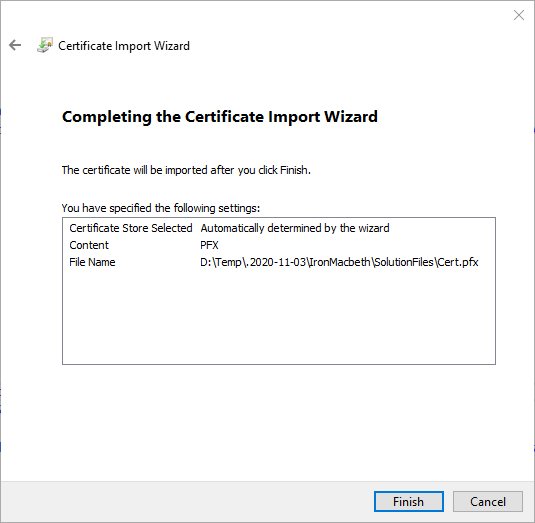 Certificate Import Wizard
Completing the Certificate Import Wizard
The certificate will be imported after you click Finish.
You have specified the following settings:
Certificate Store Selected Automatically determined by the wizard
Content PFX
File Name D:\Temp\.2020-11-03\IronMacbeth\SolutionFiles\Cert.pfx
Finish Cancel